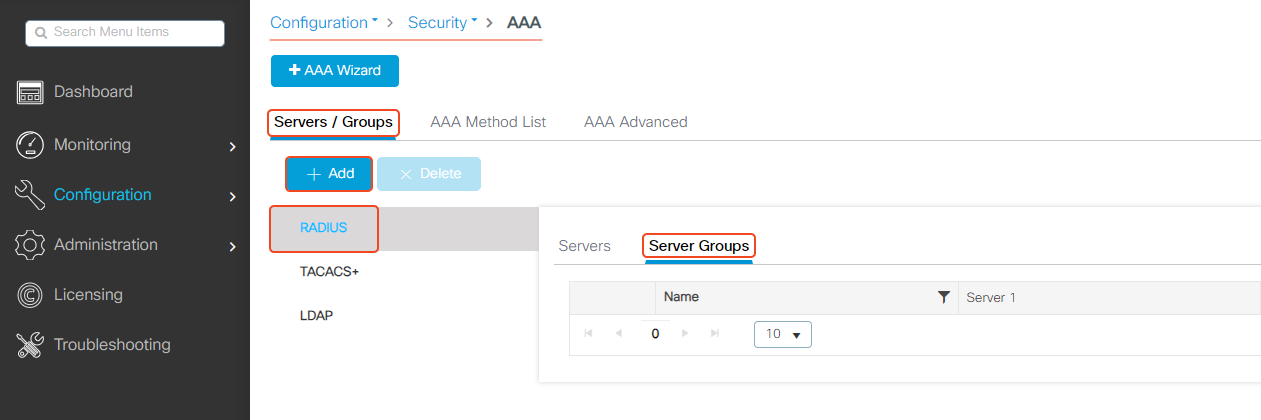 Search Menu Items
Dashboard
Monitoring
Configuration
Administration
Licensing
Troubleshooting
Configuration > Security > AAA
+ AAA Wizard
Servers / Groups AAA Method List AAA Advanced
+ Add × Delete
RADIUS
TACACS+
LDAP
Servers Server Groups
Name Server 1
0 10